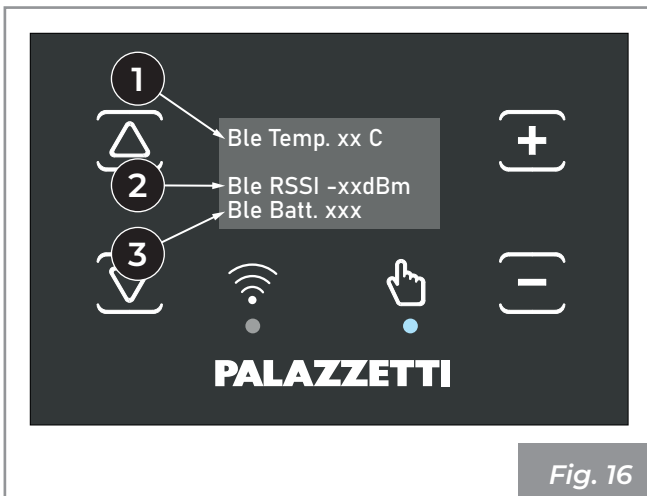 1
Ble Temp. xx C
2
Ble RSSI -xxdBm
Ble Batt. xxx
3
PALAZZETTI
Fig. 16